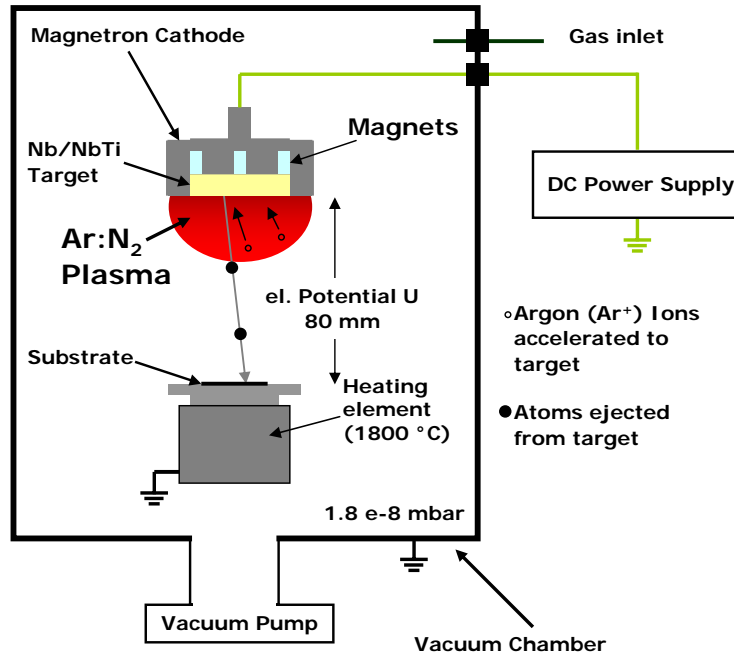 Magnetron Cathode
Gas inlet
Magnets
Nb/NbTi
Target
DC Power Supply
Ar:N₂
Plasma
el. Potential U
80 mm
Argon (Ar⁺) Ions
accelerated to
target
Substrate
Heating
element
(1800 °C)
Atoms ejected
from target
1.8 e-8 mbar
Vacuum Pump
Vacuum Chamber